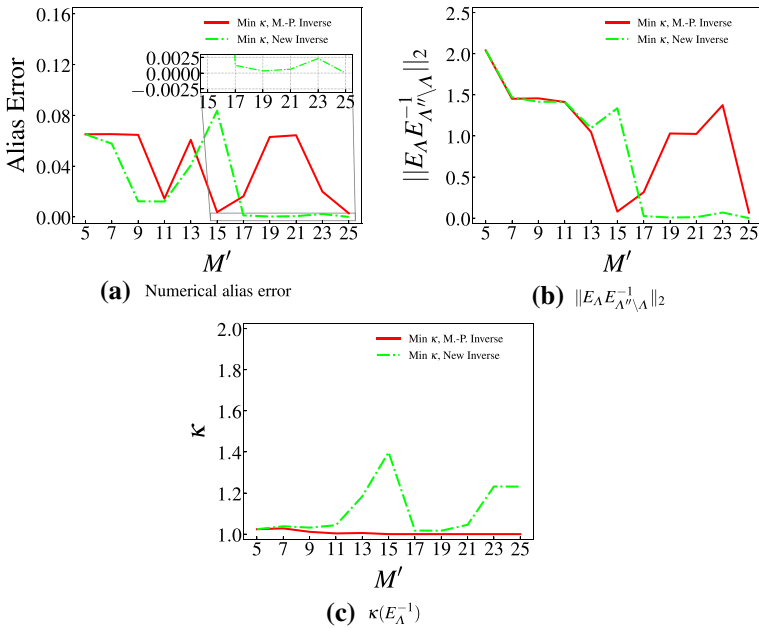 Min κ, M.-P. Inverse
Min κ, New Inverse
0.16
0.12
0.08
0.04
0.00
Alias Error
0.0025
0.0000
−0.0025
15 17 19 21 23 25
5 7 9 11 13 15 17 19 21 23 25
M′
(a) Numerical alias error
Min κ, M.-P. Inverse
Min κ, New Inverse
2.5
2.0
1.5
1.0
0.5
0.0
||E_Λ E^{-1}_{Λ″\Λ}||_2
5 7 9 11 13 15 17 19 21 23 25
M′
(b) ‖E_Λ E^{-1}_{Λ″\Λ}‖_2
Min κ, M.-P. Inverse
Min κ, New Inverse
2.0
1.8
1.6
1.4
1.2
1.0
κ
5 7 9 11 13 15 17 19 21 23 25
M′
(c) κ(E_Λ^{-1})